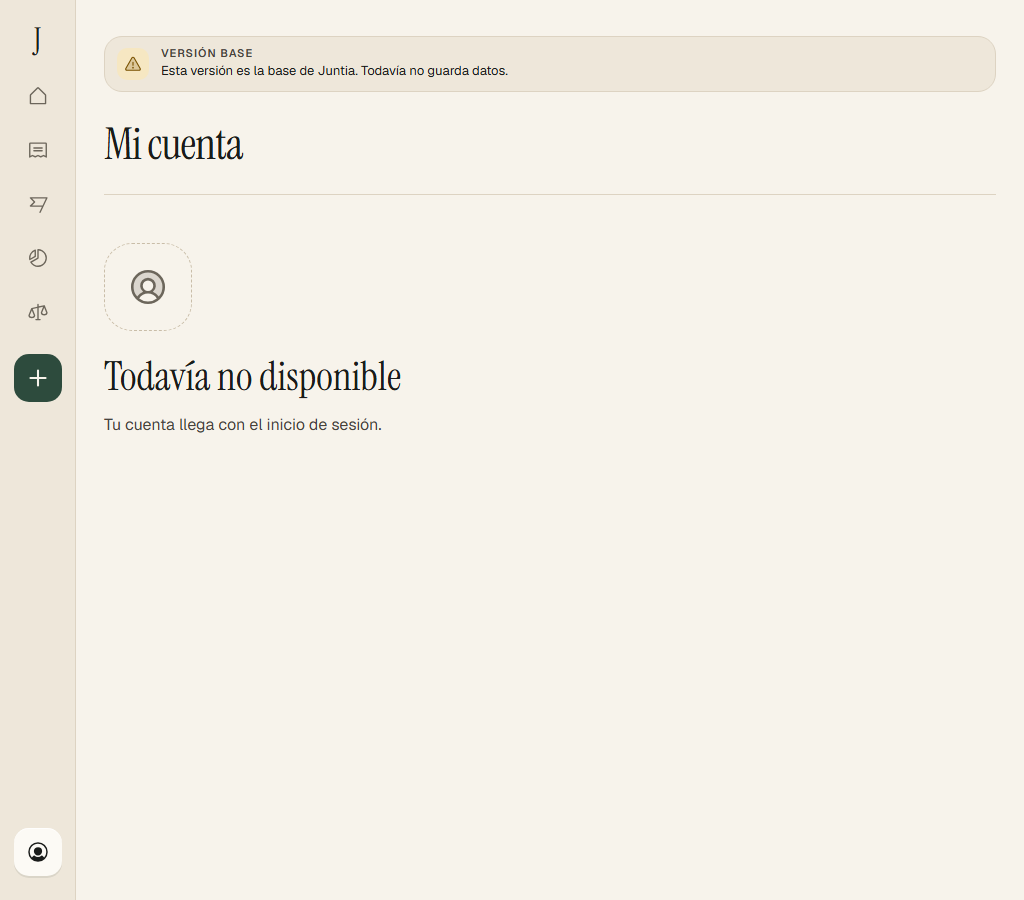 J
VERSIÓN BASE
Esta versión es la base de Juntia. Todavía no guarda datos.
Mi cuenta
Todavía no disponible
Tu cuenta llega con el inicio de sesión.